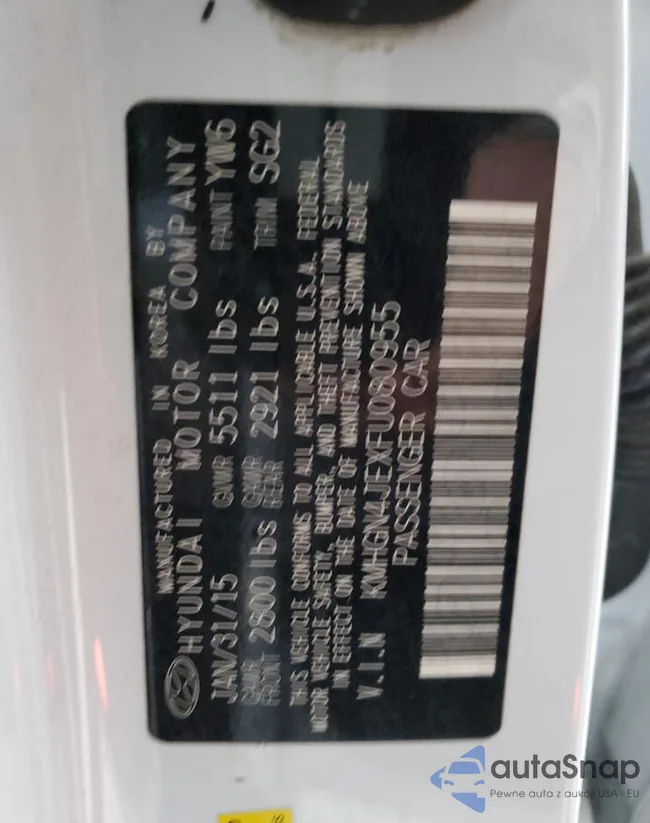 MANUFACTURED IN KOREA BY
HYUNDAI MOTOR COMPANY
JAN/31/15 GVWR 5511 lbs PAINT YW6
GAWR FRONT 2800 lbs GAWR REAR 2921 lbs TRIM SG2
THIS VEHICLE CONFORMS TO ALL APPLICABLE U.S.A. FEDERAL
MOTOR VEHICLE SAFETY, BUMPER, AND THEFT PREVENTION STANDARDS
IN EFFECT ON THE DATE OF MANUFACTURE SHOWN ABOVE
V.I.N KMHGN4JEXFU080955
PASSENGER CAR
autaSnap
Pewne auta z aukcji USA i EU